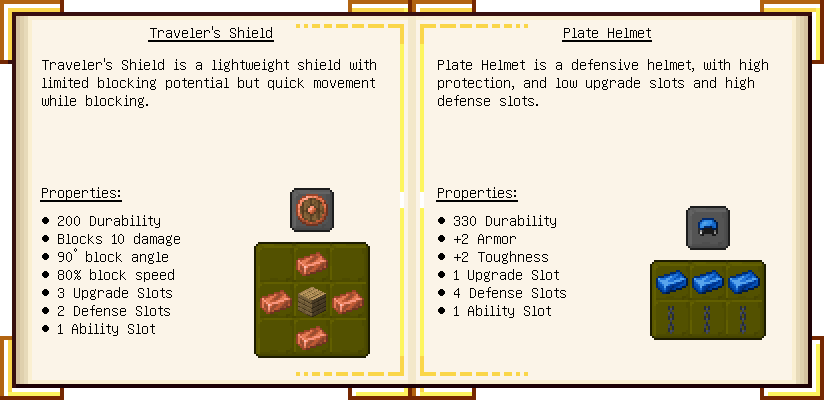 Traveler's Shield
Traveler's Shield is a lightweight shield with
limited blocking potential but quick movement
while blocking.
Properties:
● 200 Durability
● Blocks 10 damage
● 90° block angle
● 80% block speed
● 3 Upgrade Slots
● 2 Defense Slots
● 1 Ability Slot
Plate Helmet
Plate Helmet is a defensive helmet, with high
protection, and low upgrade slots and high
defense slots.
Properties:
● 330 Durability
● +2 Armor
● +2 Toughness
● 1 Upgrade Slot
● 4 Defense Slots
● 1 Ability Slot